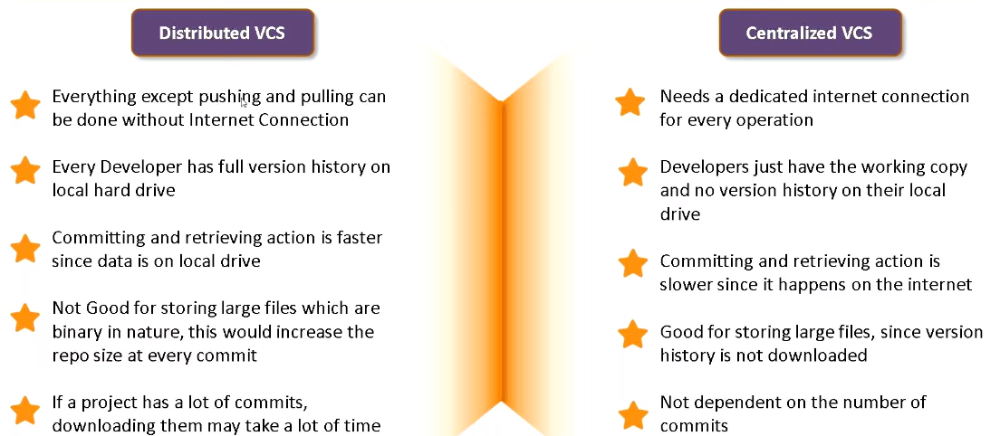 Distributed VCS
Everything except pushing and pulling can
be done without Internet Connection
Every Developer has full version history on
local hard drive
Committing and retrieving action is faster
since data is on local drive
Not Good for storing large files which are
binary in nature, this would increase the
repo size at every commit
If a project has a lot of commits,
downloading them may take a lot of time
Centralized VCS
Needs a dedicated internet connection
for every operation
Developers just have the working copy
and no version history on their local
drive
Committing and retrieving action is
slower since it happens on the internet
Good for storing large files, since version
history is not downloaded
Not dependent on the number of
commits